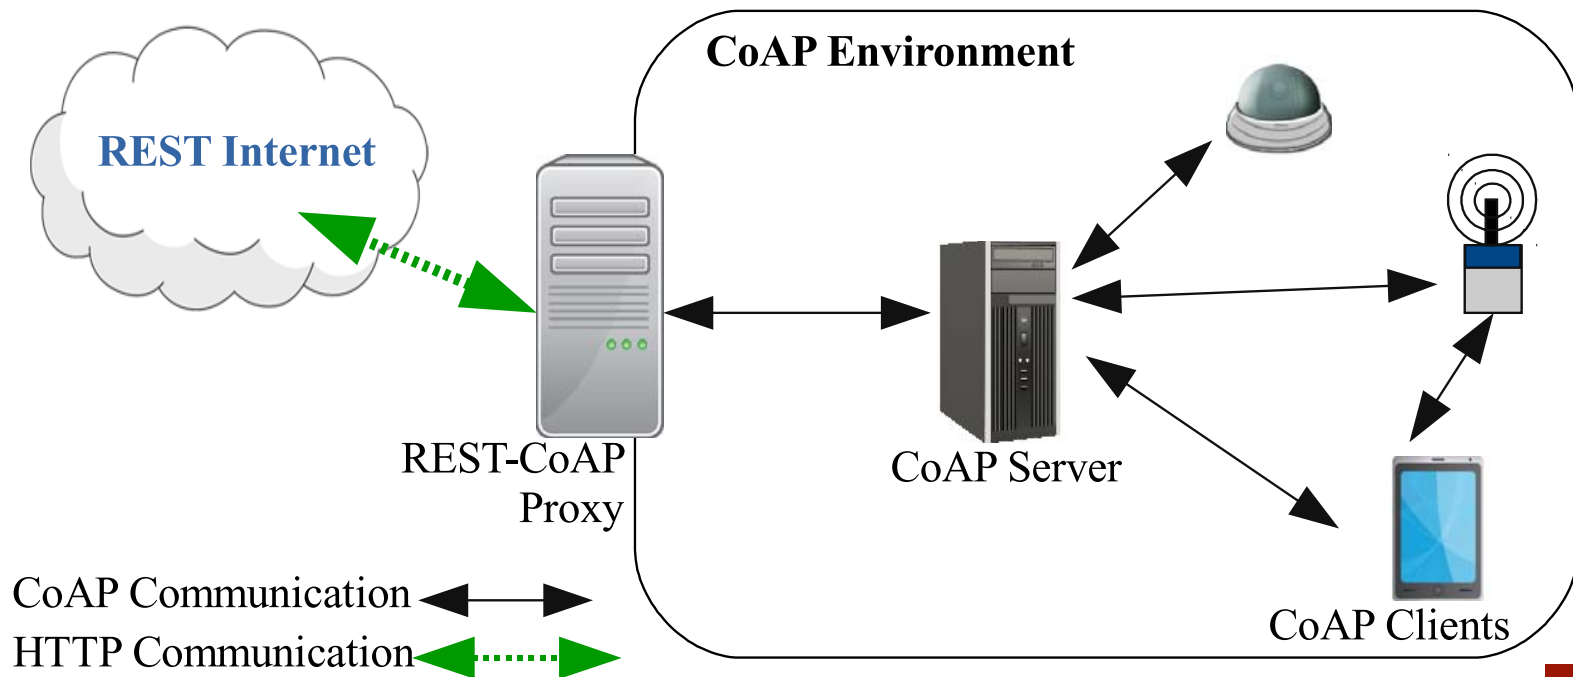 CoAP Environment
REST Internet
REST-CoAP
Proxy
CoAP Server
CoAP Clients
CoAP Communication
HTTP Communication